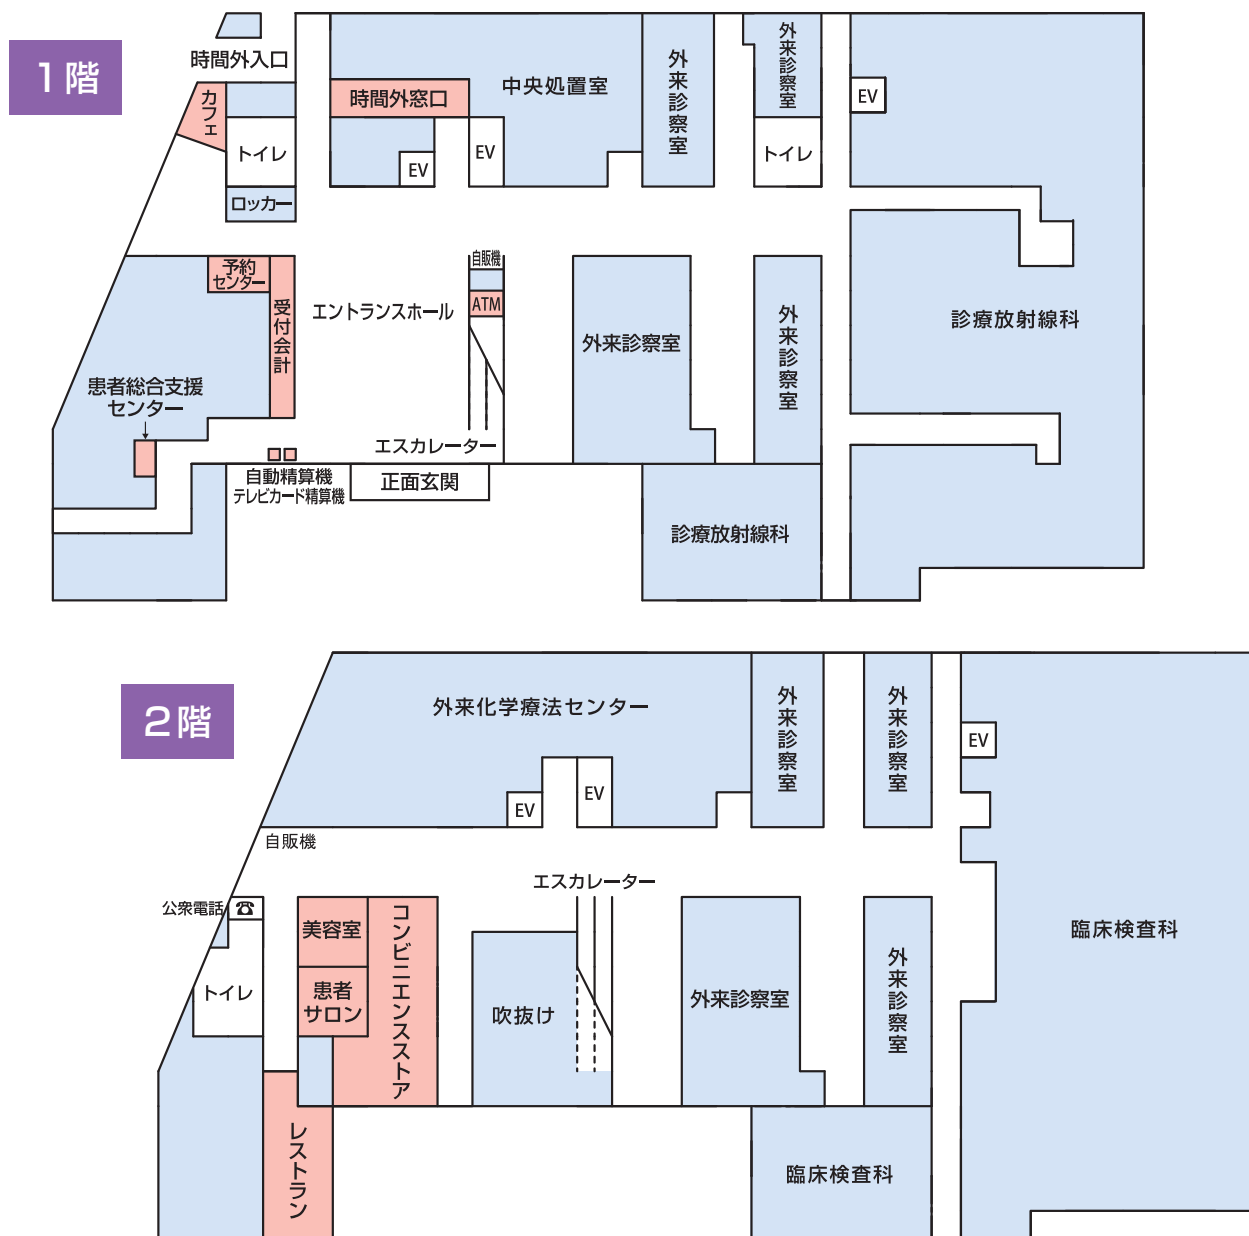 1階
時間外入口
カフェ
トイレ
ロッカー
時間外窓口
中央処置室
EV
EV
外来診察室
外来診察室
トイレ
EV
予約
センター
受付会計
エントランスホール
自販機
ATM
外来診察室
外来診察室
診療放射線科
患者総合支援
センター
エスカレーター
自動精算機
テレビカード精算機
正面玄関
診療放射線科
2階
外来化学療法センター
外来診察室
外来診察室
EV
EV
EV
自販機
エスカレーター
公衆電話
☎
トイレ
美容室
患者
サロン
コンビニエンスストア
吹抜け
外来診察室
外来診察室
臨床検査科
レストラン
臨床検査科